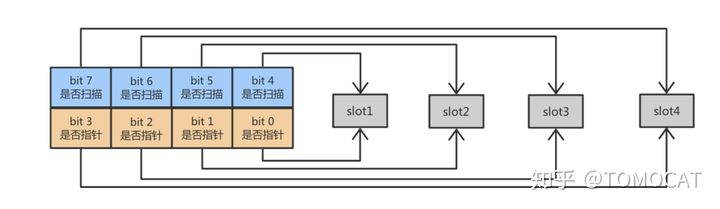 bit 7
是否扫描
bit 6
是否扫描
bit 5
是否扫描
bit 4
是否扫描
bit 3
是否指针
bit 2
是否指针
bit 1
是否指针
bit 0
是否指针
slot1
slot2
slot3
slot4
知乎 @TOMOCAT